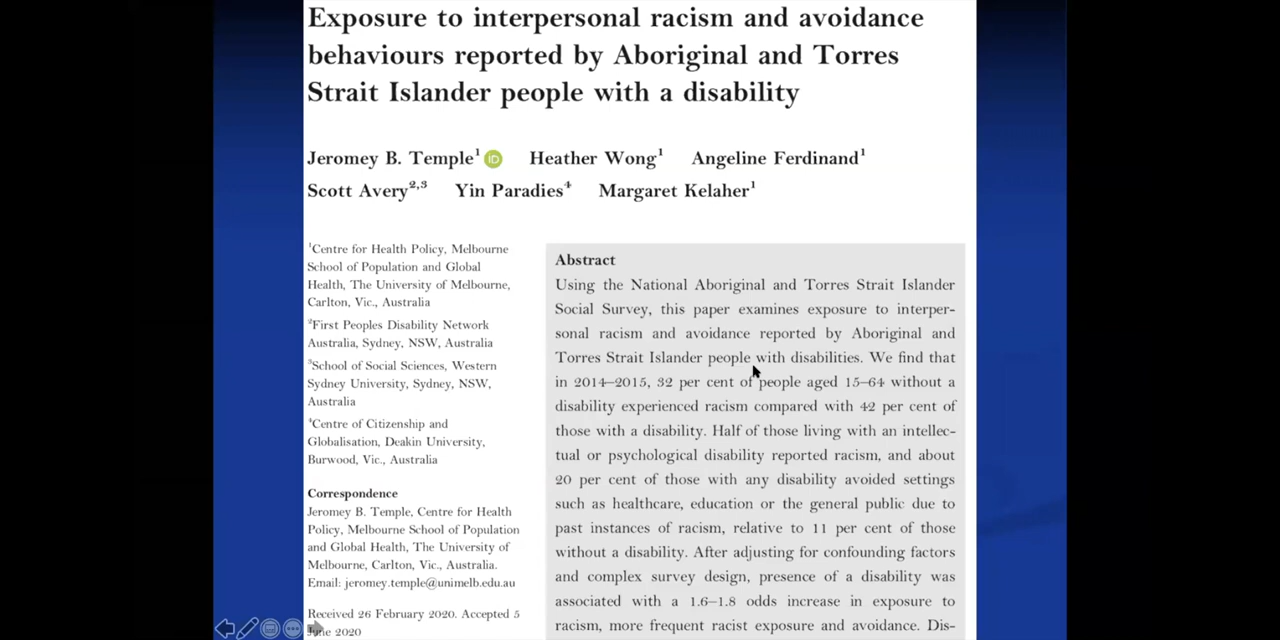 Exposure to interpersonal racism and avoidance
behaviours reported by Aboriginal and Torres
Strait Islander people with a disability
Jeromey B. Temple¹ iD Heather Wong¹ Angeline Ferdinand¹
Scott Avery²,³ Yin Paradies⁴ Margaret Kelaher¹
¹Centre for Health Policy, Melbourne
School of Population and Global
Health, The University of Melbourne,
Carlton, Vic., Australia
²First Peoples Disability Network
Australia, Sydney, NSW, Australia
³School of Social Sciences, Western
Sydney University, Sydney, NSW,
Australia
⁴Centre of Citizenship and
Globalisation, Deakin University,
Burwood, Vic., Australia
Correspondence
Jeromey B. Temple, Centre for Health
Policy, Melbourne School of Population
and Global Health, The University of
Melbourne, Carlton, Vic., Australia.
Email: jeromey.temple@unimelb.edu.au
Received 26 February 2020. Accepted 5
June 2020
Abstract
Using the National Aboriginal and Torres Strait Islander
Social Survey, this paper examines exposure to interper-
sonal racism and avoidance reported by Aboriginal and
Torres Strait Islander people with disabilities. We find that
in 2014–2015, 32 per cent of people aged 15–64 without a
disability experienced racism compared with 42 per cent of
those with a disability. Half of those living with an intellec-
tual or psychological disability reported racism, and about
20 per cent of those with any disability avoided settings
such as healthcare, education or the general public due to
past instances of racism, relative to 11 per cent of those
without a disability. After adjusting for confounding factors
and complex survey design, presence of a disability was
associated with a 1.6–1.8 odds increase in exposure to
racism, more frequent racist exposure and avoidance. Dis-